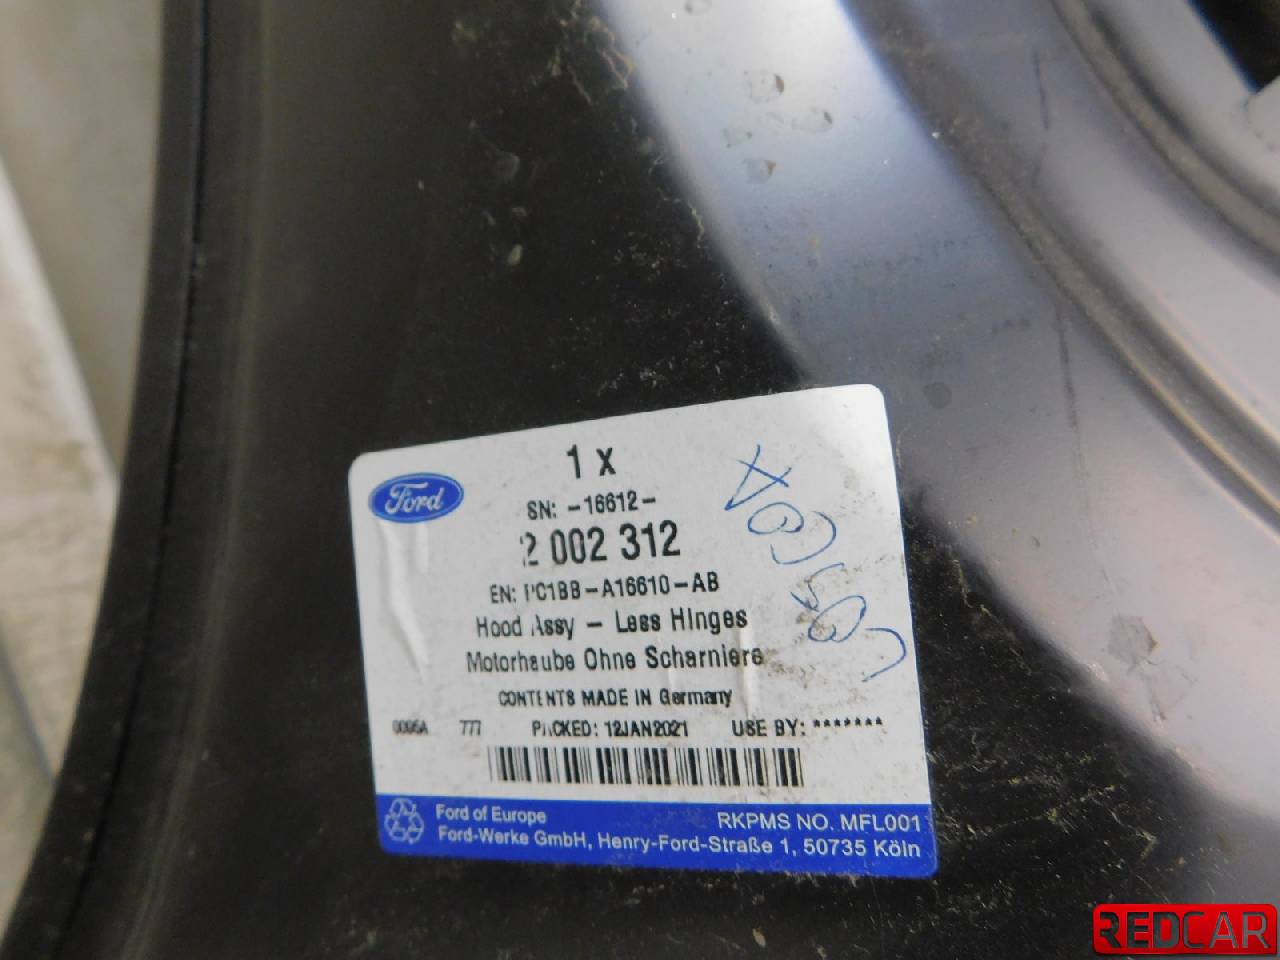 Ford
1 X
SN: -16612-
2 002 312
EN: PC1BB-A16610-AB
Hood Assy - Less Hinges
Motorhaube Ohne Scharniere
CONTENTS MADE IN Germany
0006A 777 PACKED: 12JAN2021 USE BY: *******
Ford of Europe RKPMS NO. MFL001
Ford-Werke GmbH, Henry-Ford-Straße 1, 50735 Köln
REDCAR